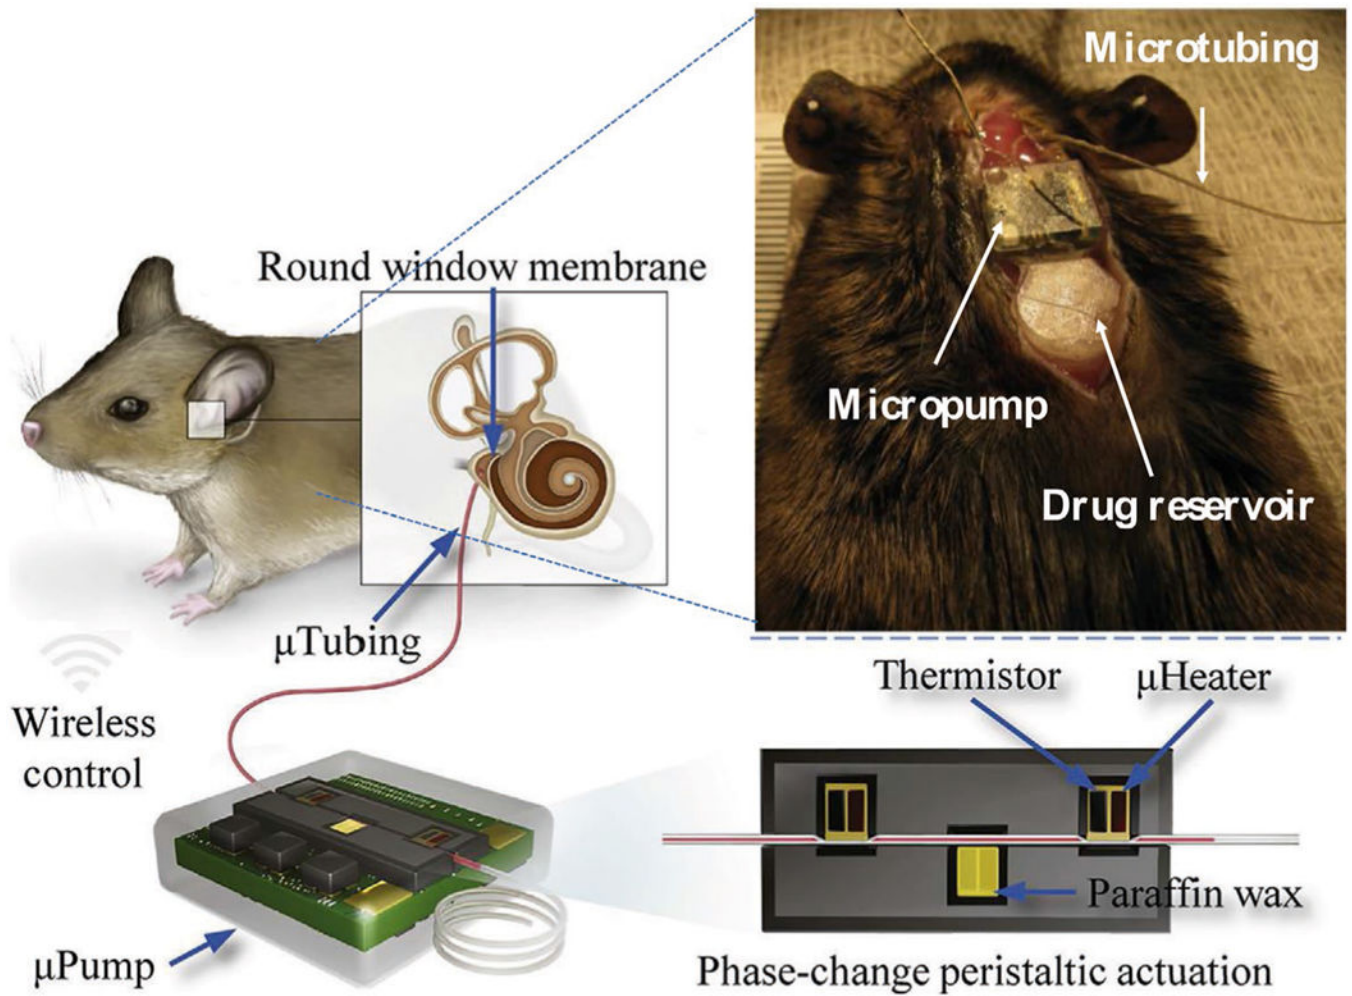 Microtubing
Round window membrane
Micropump
Drug reservoir
μTubing
Thermistor
μHeater
Wireless
control
Paraffin wax
μPump
Phase-change peristaltic actuation